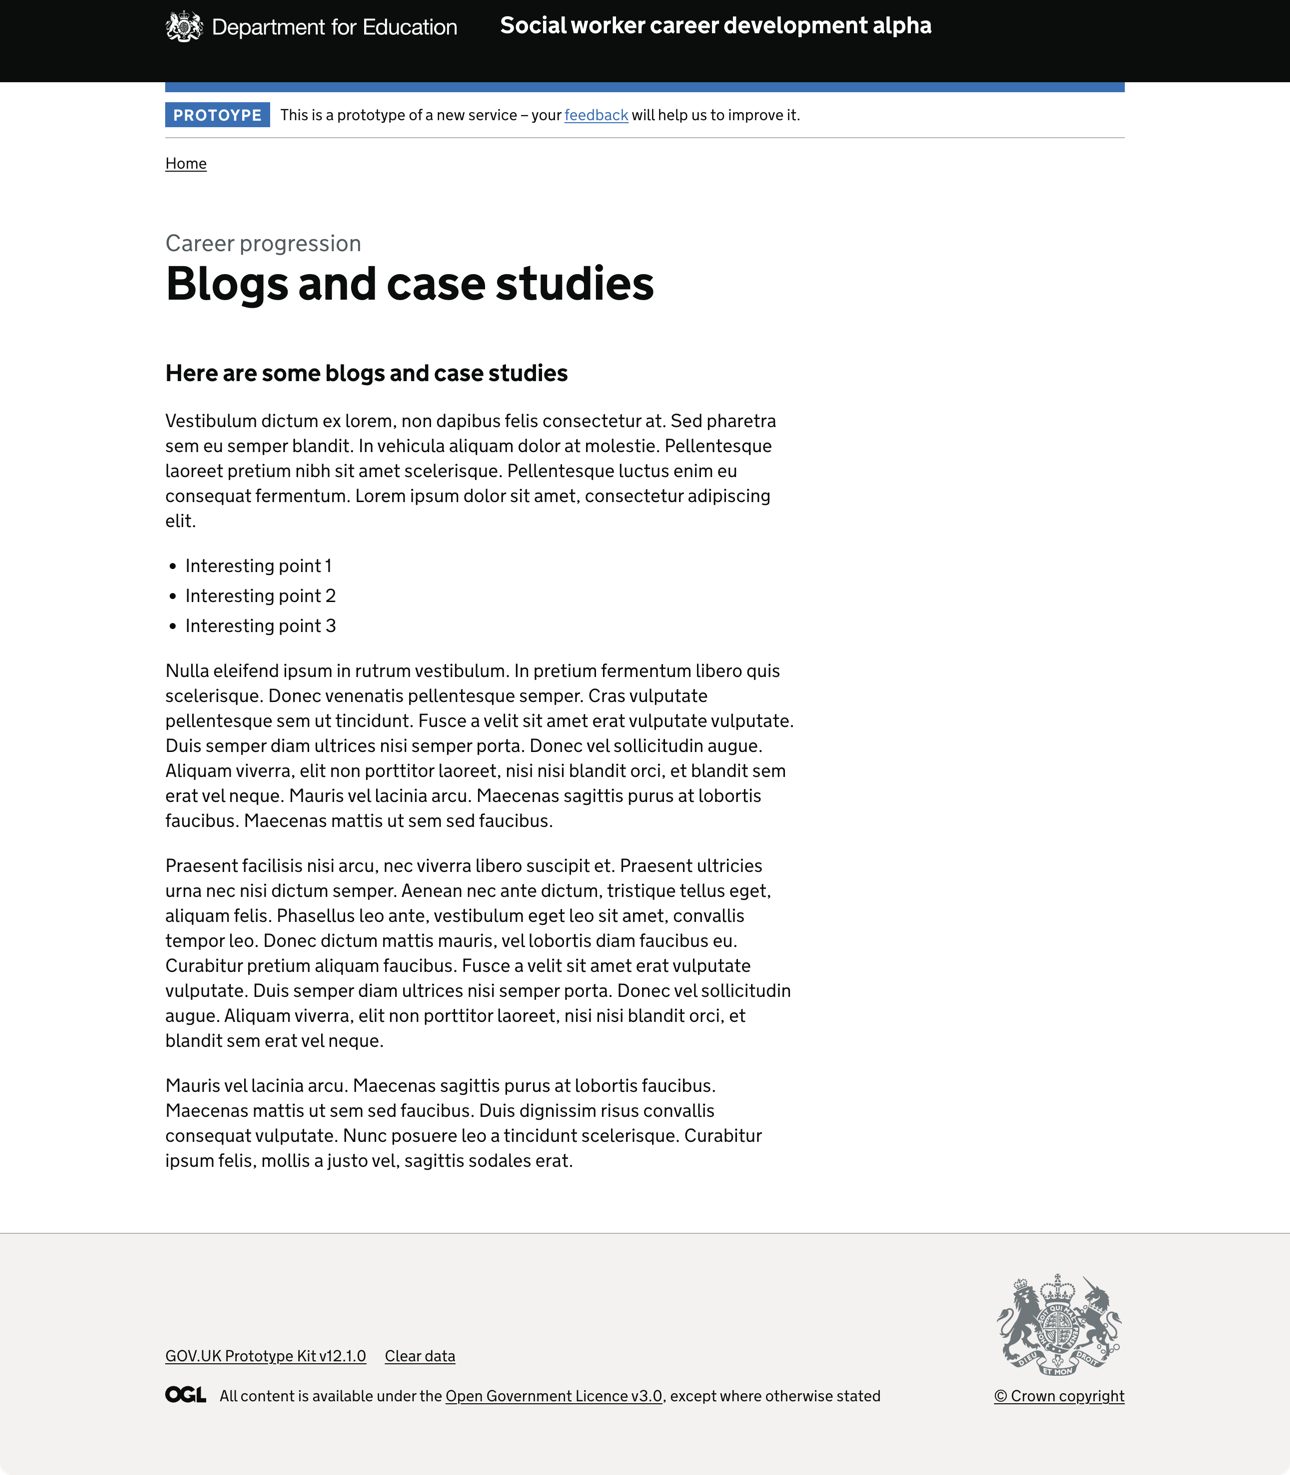 Department for Education
Social worker career development alpha
PROTOYPE
This is a prototype of a new service – your feedback will help us to improve it.
Home
Career progression
Blogs and case studies
Here are some blogs and case studies
Vestibulum dictum ex lorem, non dapibus felis consectetur at. Sed pharetra
sem eu semper blandit. In vehicula aliquam dolor at molestie. Pellentesque
laoreet pretium nibh sit amet scelerisque. Pellentesque luctus enim eu
consequat fermentum. Lorem ipsum dolor sit amet, consectetur adipiscing
elit.
• Interesting point 1
• Interesting point 2
• Interesting point 3
Nulla eleifend ipsum in rutrum vestibulum. In pretium fermentum libero quis
scelerisque. Donec venenatis pellentesque semper. Cras vulputate
pellentesque sem ut tincidunt. Fusce a velit sit amet erat vulputate vulputate.
Duis semper diam ultrices nisi semper porta. Donec vel sollicitudin augue.
Aliquam viverra, elit non porttitor laoreet, nisi nisi blandit orci, et blandit sem
erat vel neque. Mauris vel lacinia arcu. Maecenas sagittis purus at lobortis
faucibus. Maecenas mattis ut sem sed faucibus.
Praesent facilisis nisi arcu, nec viverra libero suscipit et. Praesent ultricies
urna nec nisi dictum semper. Aenean nec ante dictum, tristique tellus eget,
aliquam felis. Phasellus leo ante, vestibulum eget leo sit amet, convallis
tempor leo. Donec dictum mattis mauris, vel lobortis diam faucibus eu.
Curabitur pretium aliquam faucibus. Fusce a velit sit amet erat vulputate
vulputate. Duis semper diam ultrices nisi semper porta. Donec vel sollicitudin
augue. Aliquam viverra, elit non porttitor laoreet, nisi nisi blandit orci, et
blandit sem erat vel neque.
Mauris vel lacinia arcu. Maecenas sagittis purus at lobortis faucibus.
Maecenas mattis ut sem sed faucibus. Duis dignissim risus convallis
consequat vulputate. Nunc posuere leo a tincidunt scelerisque. Curabitur
ipsum felis, mollis a justo vel, sagittis sodales erat.
GOV.UK Prototype Kit v12.1.0 Clear data
DIEU ET MON DROIT
OGL All content is available under the Open Government Licence v3.0, except where otherwise stated
© Crown copyright